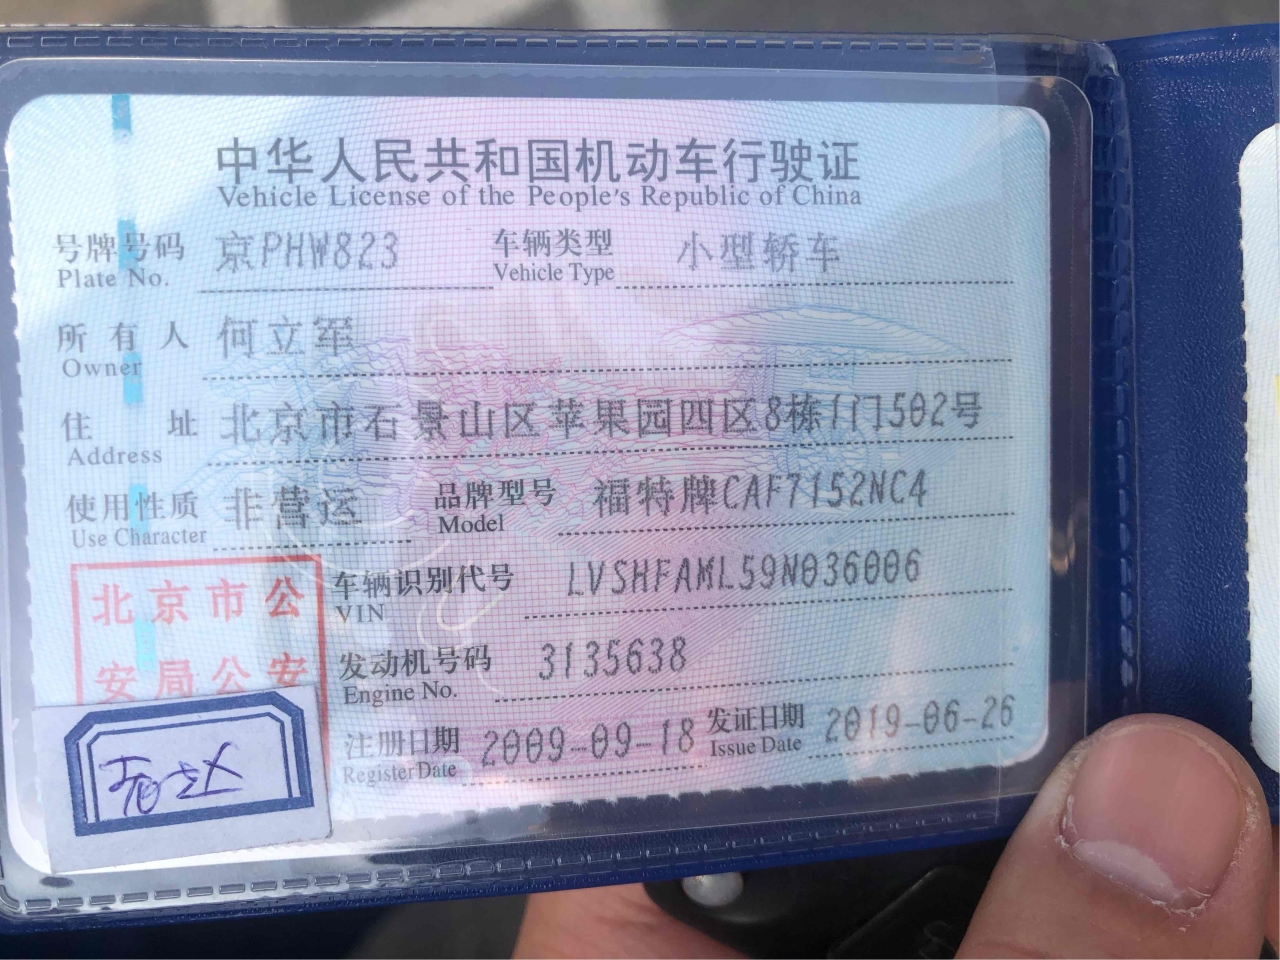 中华人民共和国机动车行驶证
Vehicle License of the People's Republic of China
号牌号码 京PHW823 车辆类型 小型轿车
Plate No. Vehicle Type
所有人 何立军
Owner
住址 北京市石景山区苹果园四区8栋1门502号
Address
使用性质 非营运 品牌型号 福特牌CAF7152NC4
Use Character Model
北京市公 车辆识别代号 LVSHFAML59N036006
VIN
安局公安 发动机号码 3135638
Engine No.
注册日期 2009-09-18 发证日期 2019-06-26
Register Date Issue Date